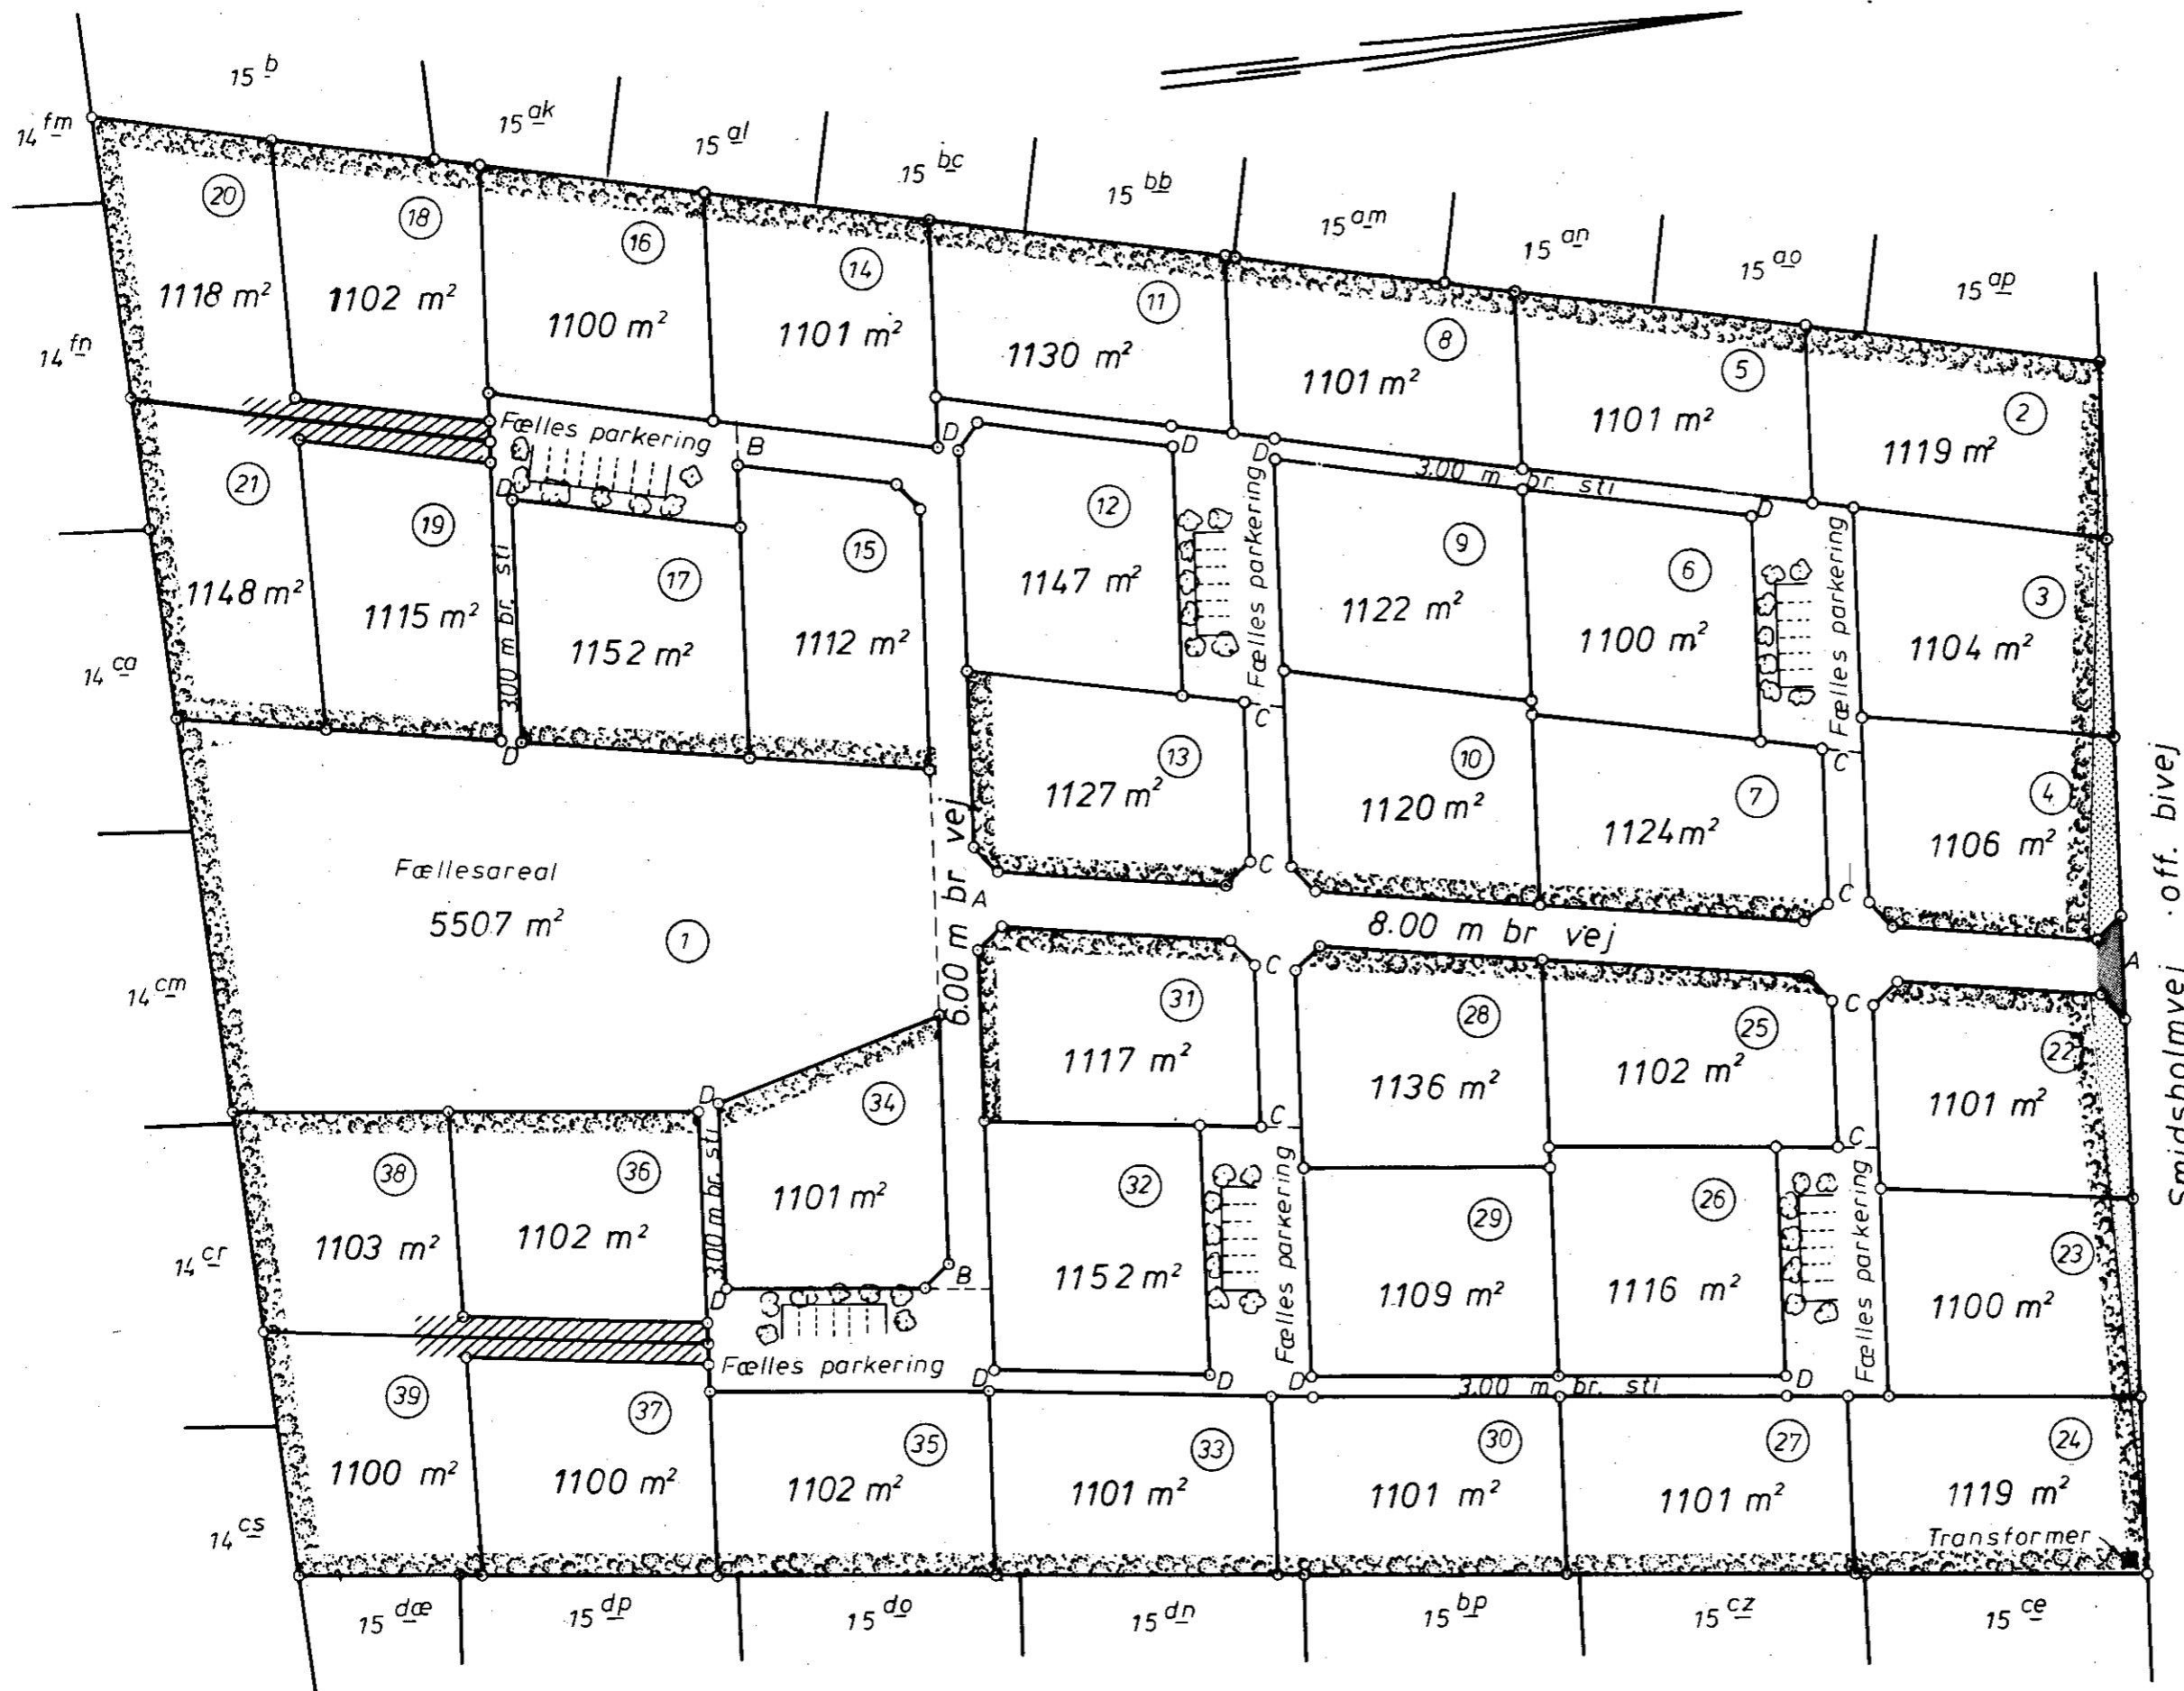 15 b
15 ak
15 al
15 bc
15 bb
15 am
15 an
15 ao
15 ap
14 fm
14 fn
14 ca
14 cm
14 cr
14 cs
20
1118 m²
18
1102 m²
16
1100 m²
14
1101 m²
11
1130 m²
8
1101 m²
5
1101 m²
2
1119 m²
Fælles parkering
B
D
D
D
3.00 m br. sti
D
21
1148 m²
19
1115 m²
D
3.00 m br. sti
D
17
1152 m²
15
1112 m²
12
1147 m²
Fælles parkering
C
9
1122 m²
6
1100 m²
Fælles parkering
C
3
1104 m²
13
1127 m²
C
10
1120 m²
7
1124 m²
C
4
1106 m²
Fællesareal
5507 m²
1
6.00 m br vej
A
8.00 m br vej
A
Smidsholmvej . off. bivej
31
1117 m²
C
C
28
1136 m²
25
1102 m²
C
C
22
1101 m²
D
34
1101 m²
B
3.00 m br. sti
D
38
1103 m²
36
1102 m²
32
1152 m²
Fælles parkering
29
1109 m²
26
1116 m²
Fælles parkering
23
1100 m²
Fælles parkering
D
D
D
3.00 m br. sti
D
39
1100 m²
37
1100 m²
35
1102 m²
33
1101 m²
30
1101 m²
27
1101 m²
24
1119 m²
Transformer
15 dæ
15 dp
15 do
15 dn
15 bp
15 cz
15 ce